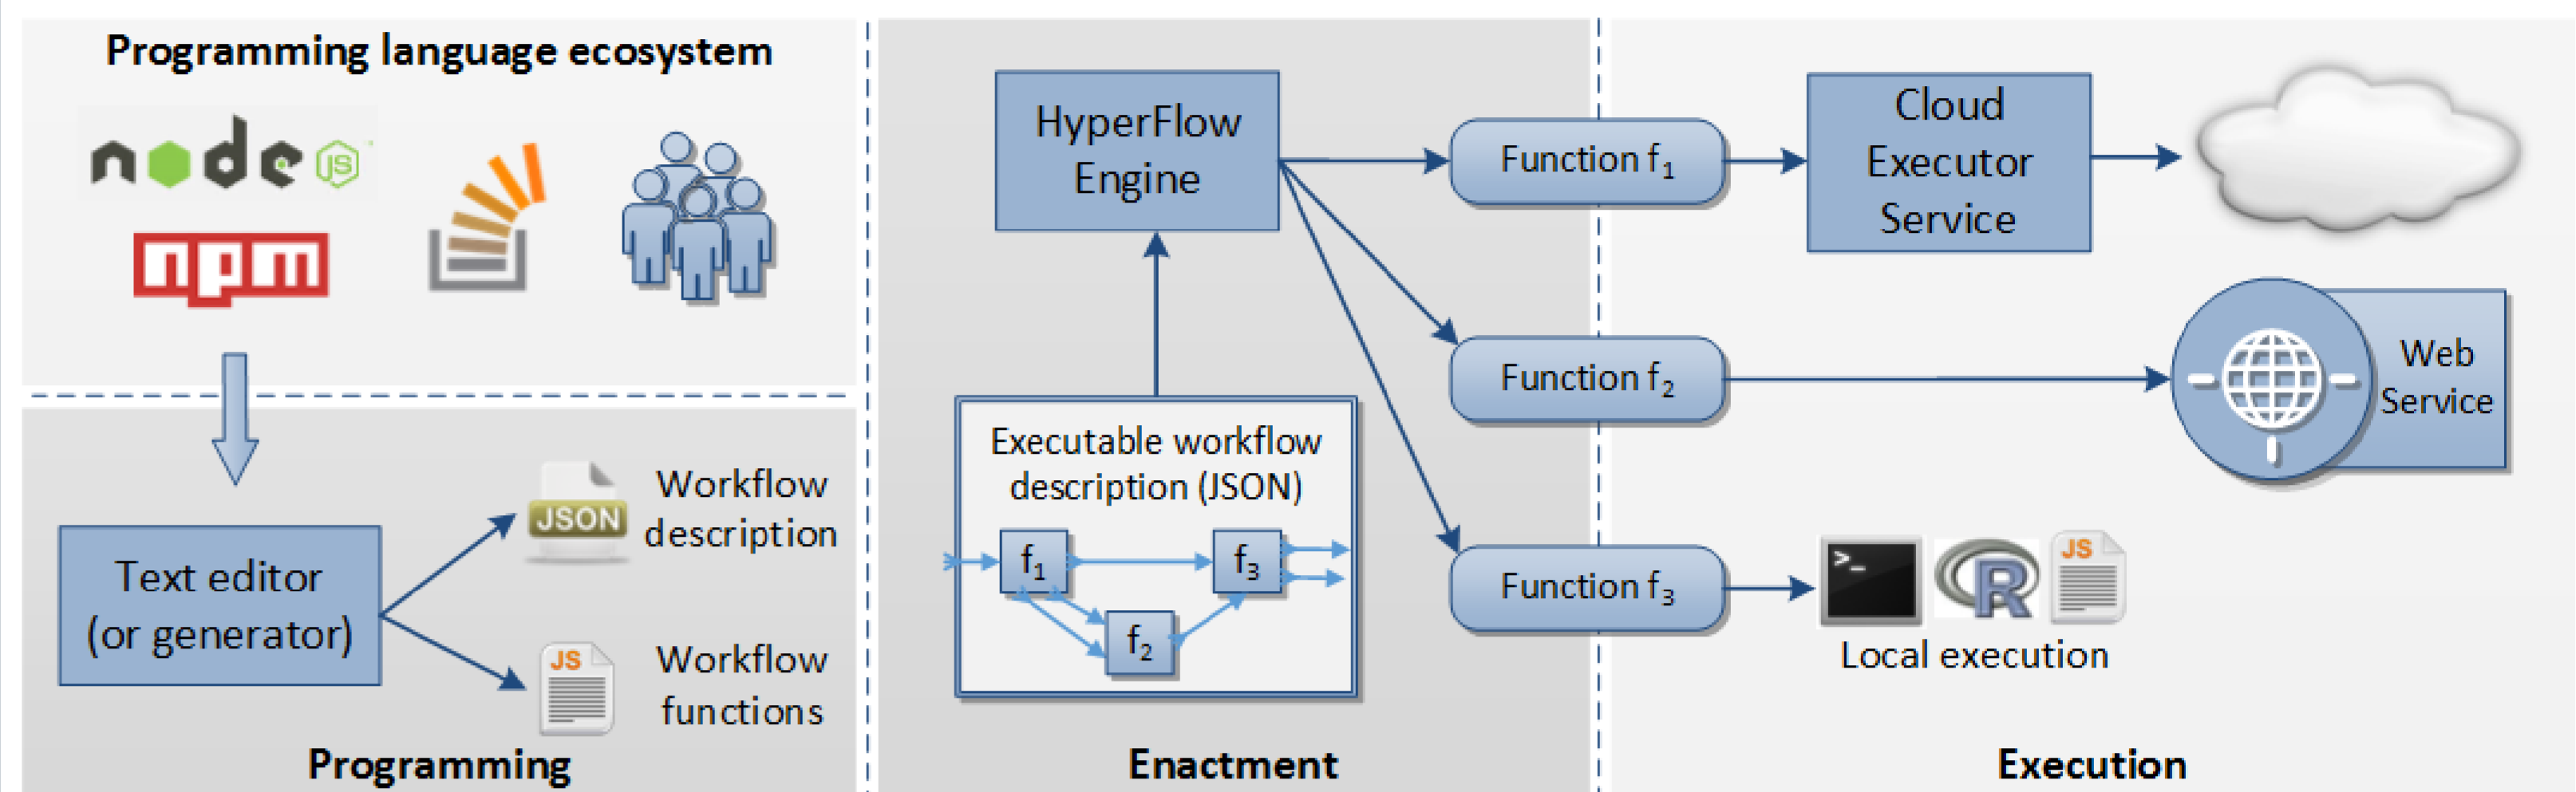 Programming language ecosystem
node JS
npm
Text editor
(or generator)
JSON
Workflow
description
JS
Workflow
functions
Programming
HyperFlow
Engine
Executable workflow
description (JSON)
f1
f3
f2
Enactment
Function f1
Function f2
Function f3
Cloud
Executor
Service
Web
Service
>_
R
JS
Local execution
Execution